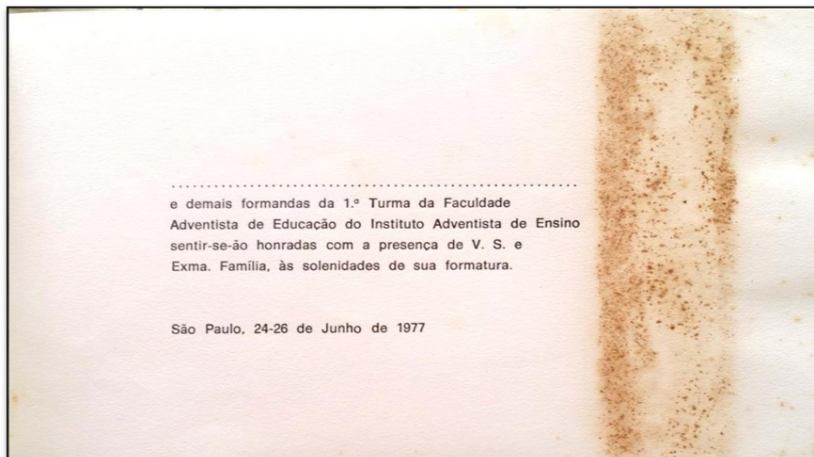 ................................................................................
e demais formandas da 1.ª Turma da Faculdade
Adventista de Educação do Instituto Adventista de Ensino
sentir-se-ão honradas com a presença de V. S. e
Exma. Família, às solenidades de sua formatura.
São Paulo, 24-26 de Junho de 1977